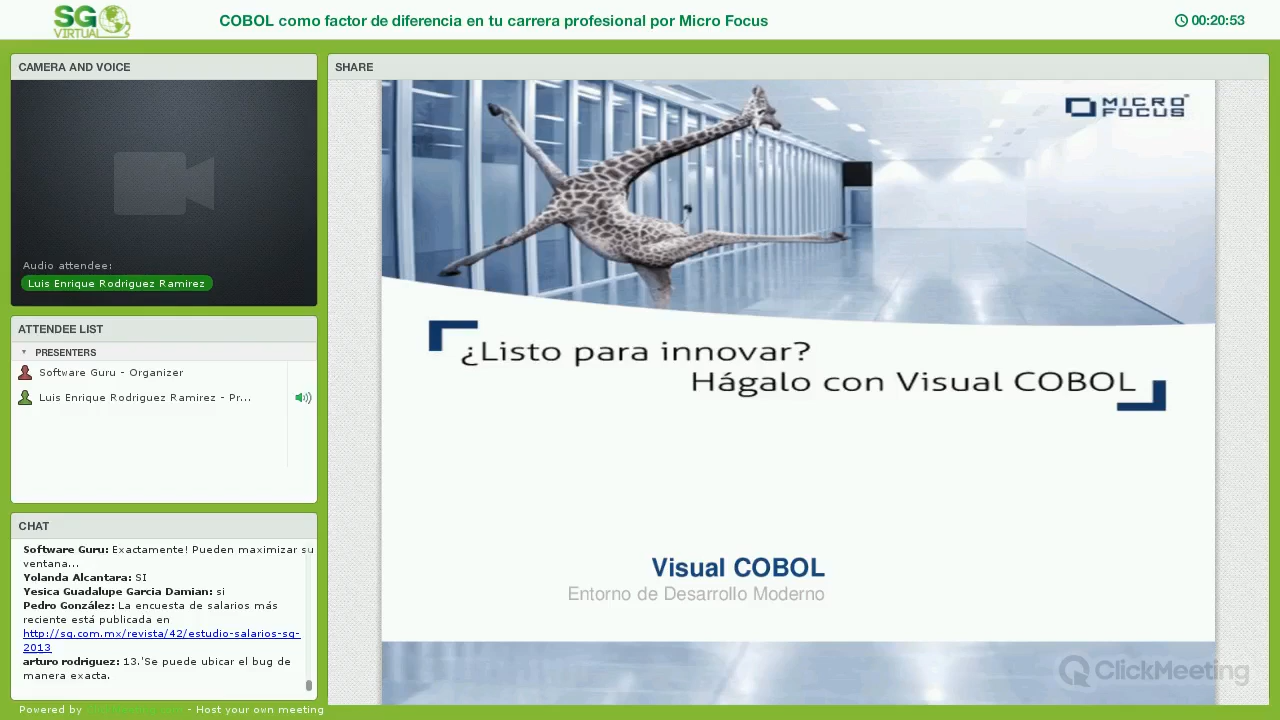 SG
VIRTUAL
COBOL como factor de diferencia en tu carrera profesional por Micro Focus
00:20:53
CAMERA AND VOICE
Audio attendee:
Luis Enrique Rodriguez Ramirez
ATTENDEE LIST
PRESENTERS
Software Guru - Organizer
Luis Enrique Rodriguez Ramirez - Pr...
CHAT
Software Guru: Exactamente! Pueden maximizar su
ventana...
Yolanda Alcantara: SI
Yesica Guadalupe Garcia Damian: si
Pedro González: La encuesta de salarios más
reciente está publicada en
http://sg.com.mx/revista/42/estudio-salarios-sg-
2013
arturo rodriguez: 13.'Se puede ubicar el bug de
manera exacta.
Powered by ClickMeeting.com - Host your own meeting
SHARE
MICRO
FOCUS
¿Listo para innovar?
Hágalo con Visual COBOL
Visual COBOL
Entorno de Desarrollo Moderno
ClickMeeting